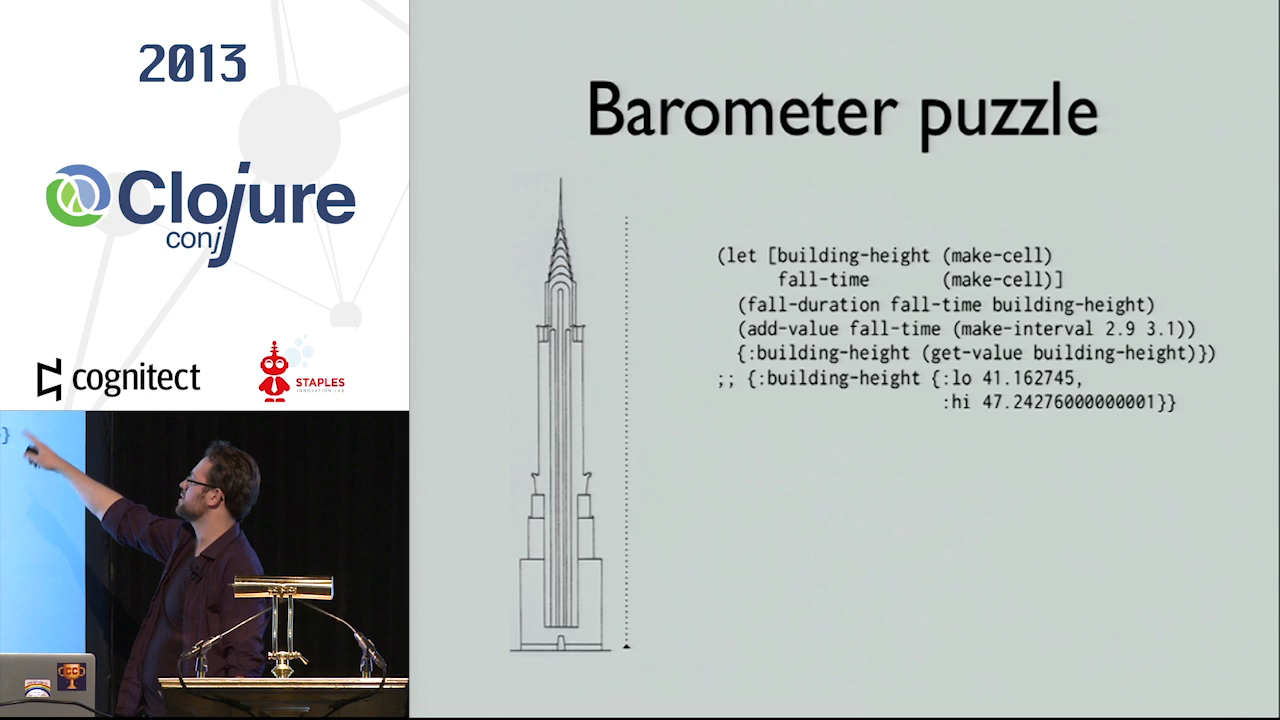 2013
Clojure
conj
cognitect
STAPLES
INNOVATION LAB
Barometer puzzle
(let [building-height (make-cell)
      fall-time       (make-cell)]
  (fall-duration fall-time building-height)
  (add-value fall-time (make-interval 2.9 3.1))
  {:building-height (get-value building-height)})
;; {:building-height {:lo 41.162745,
                      :hi 47.24276000000001}}
}